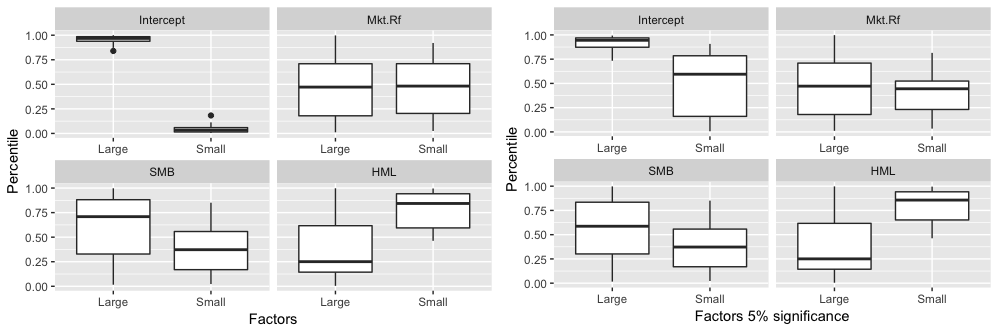 Intercept
Mkt.Rf
1.00
0.75
0.50
0.25
0.00
Large
Small
Large
Small
SMB
HML
1.00
0.75
0.50
0.25
0.00
Large
Small
Large
Small
Percentile
Factors
Intercept
Mkt.Rf
1.00
0.75
0.50
0.25
0.00
Large
Small
Large
Small
SMB
HML
1.00
0.75
0.50
0.25
0.00
Large
Small
Large
Small
Percentile
Factors 5% significance